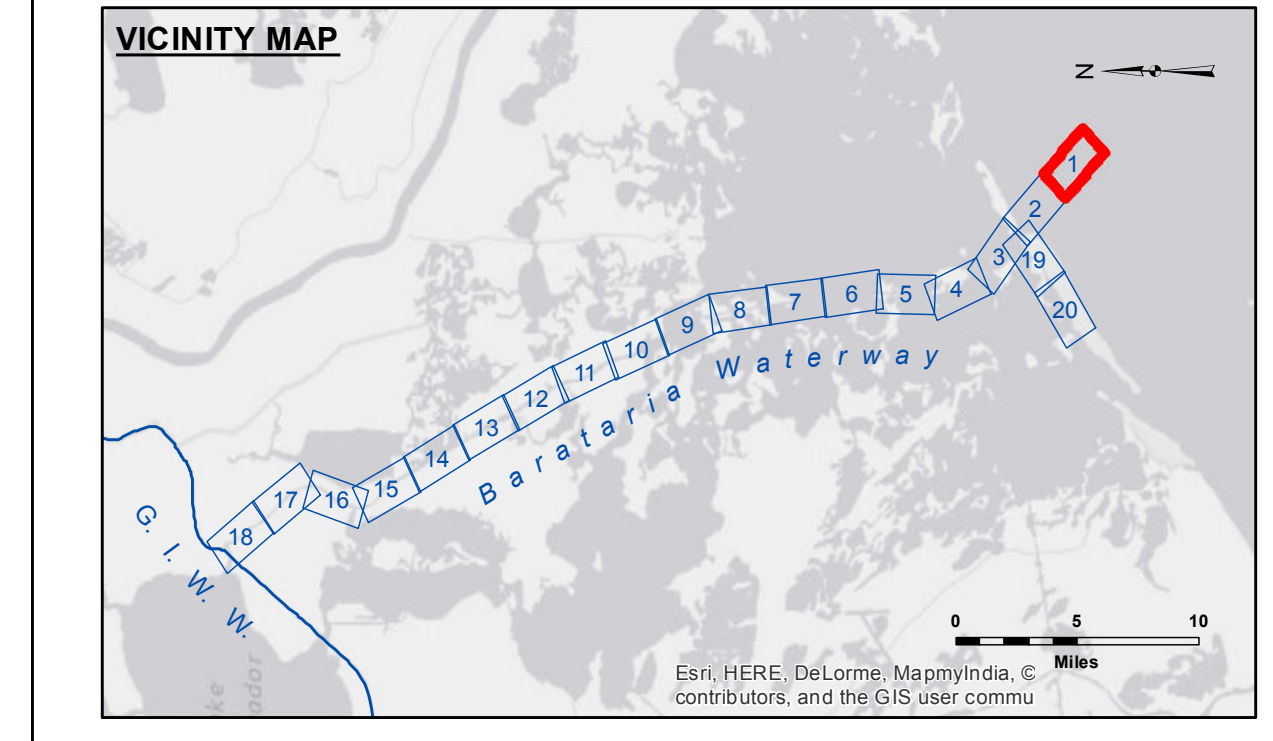 VICINITY MAP
N
1
2
3
19
4
5
6
7
8
20
9
10
11
12
13
14
15
16
17
18
Barataria Waterway
G. I. W. W.
0 5 10
Miles
Esri, HERE, DeLorme, MapmyIndia, ©
contributors, and the GIS user commu
ake
ador